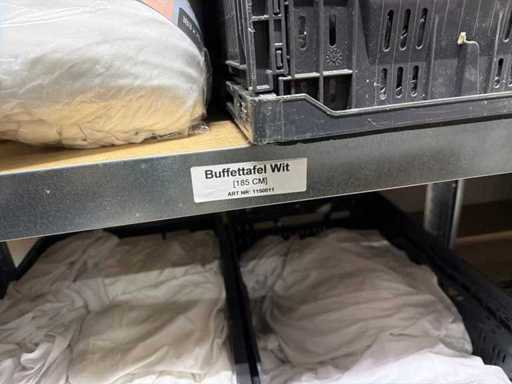 Buffettafel Wit
[185 CM]
ART NR: 1150011